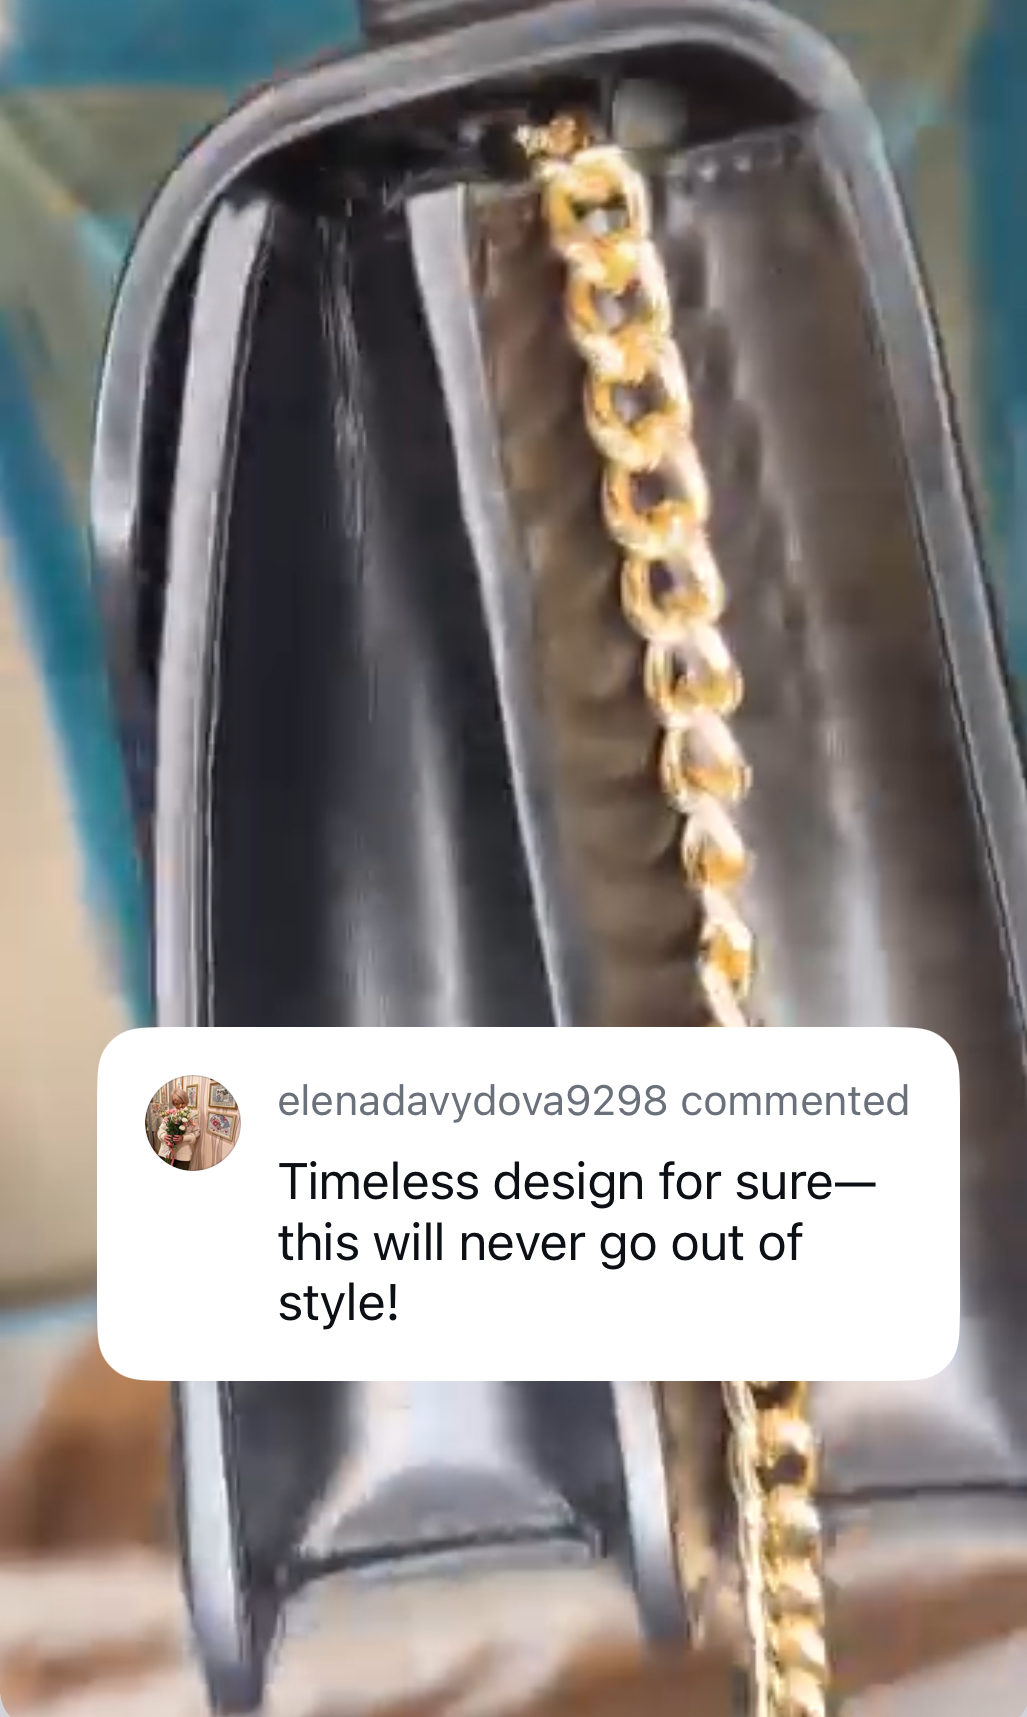 elenadavydova9298 commented
Timeless design for sure—
this will never go out of
style!